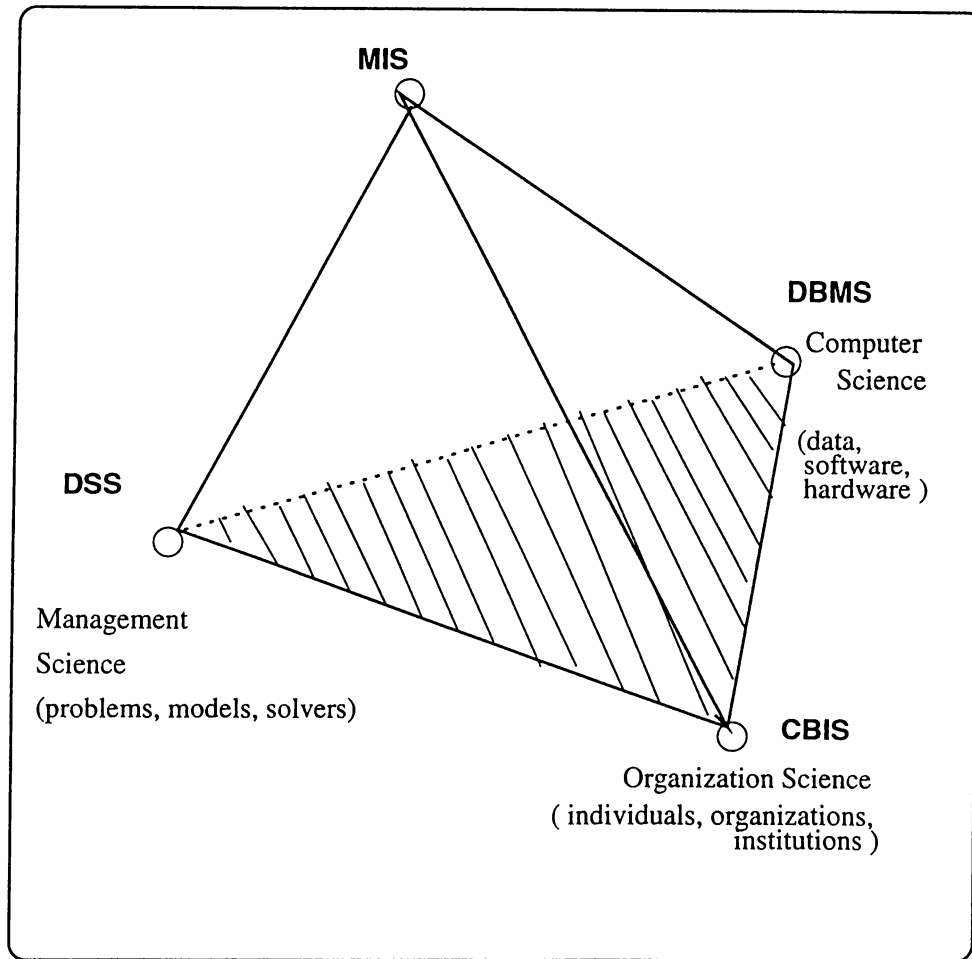 MIS
DBMS
Computer
Science
(data,
software,
hardware )
DSS
Management
Science
(problems, models, solvers)
CBIS
Organization Science
( individuals, organizations,
institutions )